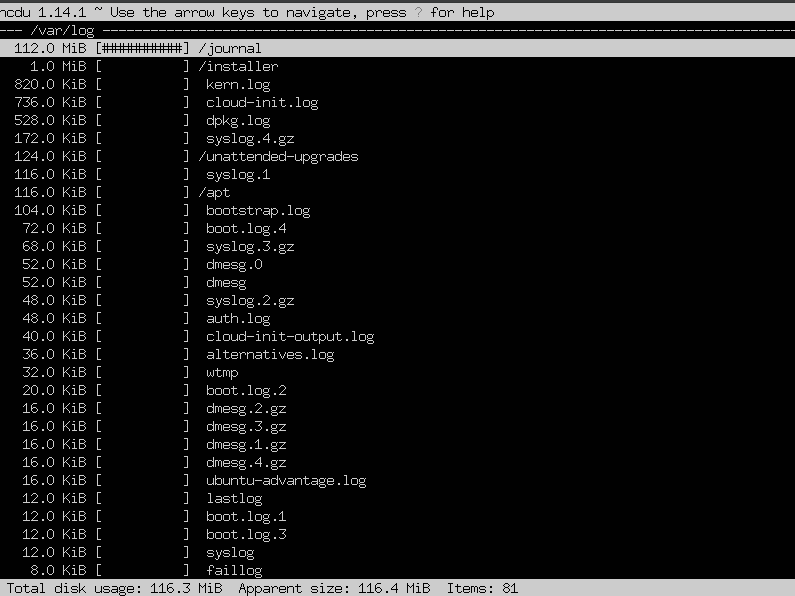 ncdu 1.14.1 ~ Use the arrow keys to navigate, press ? for help
--- /var/log ---------------------------------------------------------------------------------------
112.0 MiB [##########] /journal
1.0 MiB [          ] /installer
820.0 KiB [          ]  kern.log
736.0 KiB [          ]  cloud-init.log
528.0 KiB [          ]  dpkg.log
172.0 KiB [          ]  syslog.4.gz
124.0 KiB [          ] /unattended-upgrades
116.0 KiB [          ]  syslog.1
116.0 KiB [          ] /apt
104.0 KiB [          ]  bootstrap.log
72.0 KiB [          ]  boot.log.4
68.0 KiB [          ]  syslog.3.gz
52.0 KiB [          ]  dmesg.0
52.0 KiB [          ]  dmesg
48.0 KiB [          ]  syslog.2.gz
48.0 KiB [          ]  auth.log
40.0 KiB [          ]  cloud-init-output.log
36.0 KiB [          ]  alternatives.log
32.0 KiB [          ]  wtmp
20.0 KiB [          ]  boot.log.2
16.0 KiB [          ]  dmesg.2.gz
16.0 KiB [          ]  dmesg.3.gz
16.0 KiB [          ]  dmesg.1.gz
16.0 KiB [          ]  dmesg.4.gz
16.0 KiB [          ]  ubuntu-advantage.log
12.0 KiB [          ]  lastlog
12.0 KiB [          ]  boot.log.1
12.0 KiB [          ]  boot.log.3
12.0 KiB [          ]  syslog
8.0 KiB [          ]  faillog
Total disk usage: 116.3 MiB  Apparent size: 116.4 MiB  Items: 81